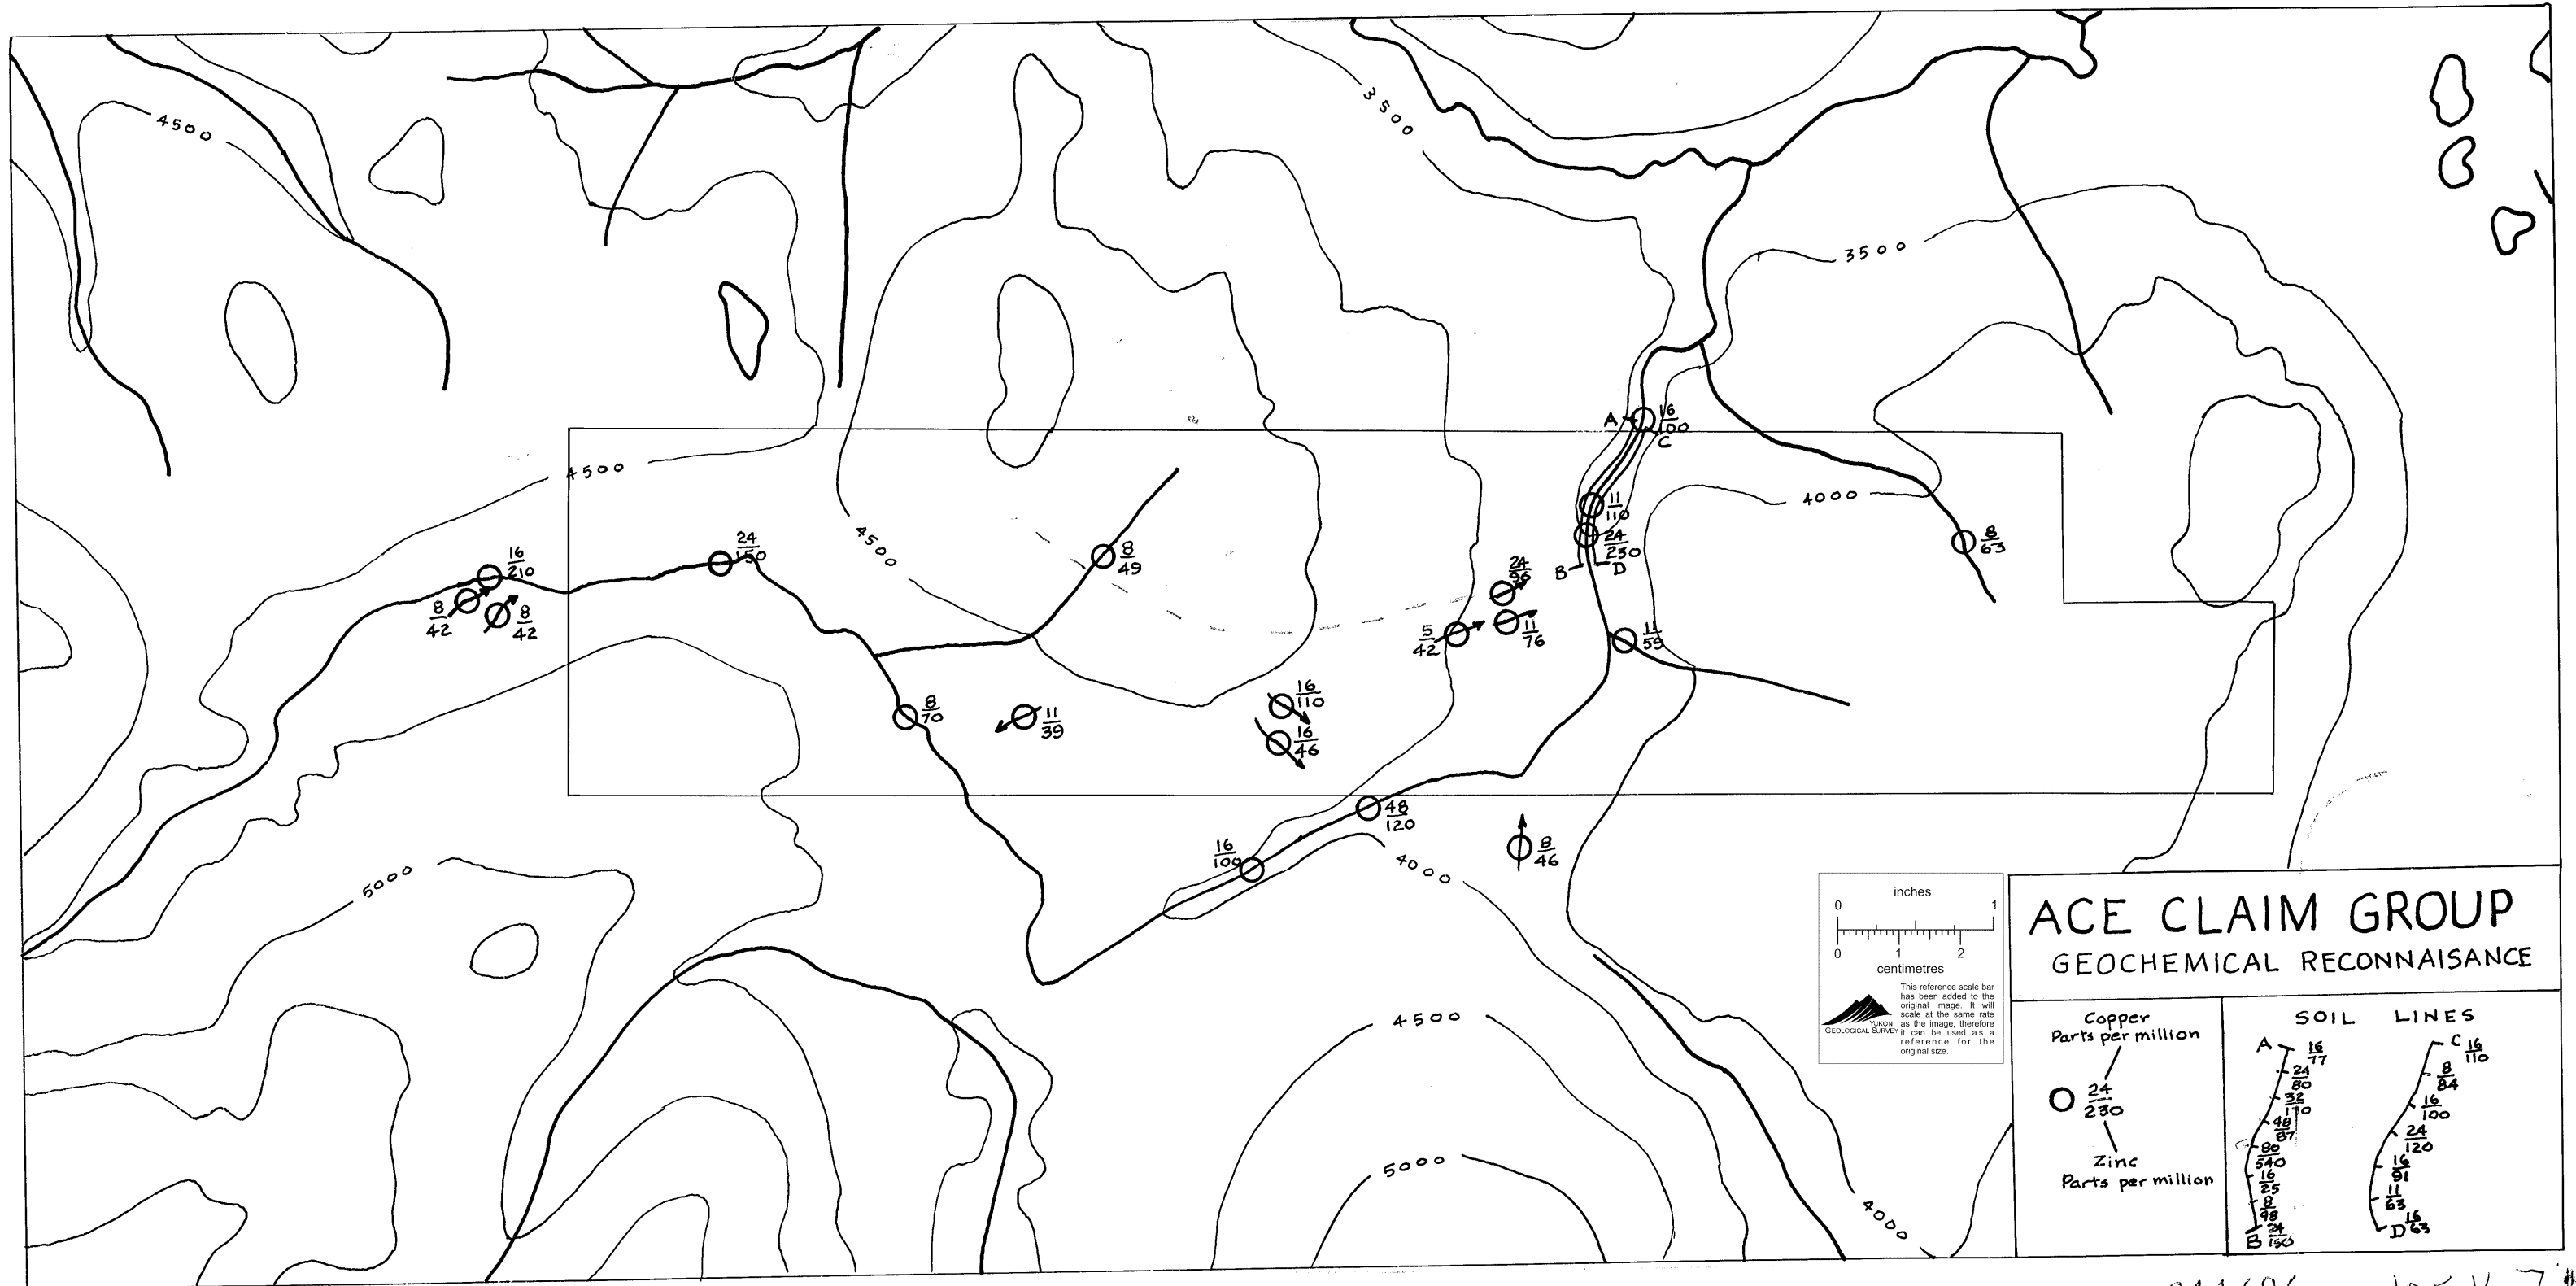 4500
3500
3500
4500
4500
4000
A
16
100
C
11
110
24
230
B
D
8
63
16
210
24
150
8
49
8
42
8
42
24
96
5
42
11
76
11
59
8
70
11
39
16
110
16
46
48
120
16
100
8
46
4000
5000
4500
5000
4000
inches
0 1
0 1 2
centimetres
YUKON
GEOLOGICAL SURVEY
This reference scale bar
has been added to the
original image. It will
scale at the same rate
as the image, therefore
it can be used as a
reference for the
original size.
ACE CLAIM GROUP
GEOCHEMICAL RECONNAISANCE
Copper
Parts per million
24
230
Zinc
Parts per million
SOIL LINES
A 16
77
24
80
32
170
48
87
80
540
16
25
8
98
B 24
150
C 16
110
8
84
16
100
24
120
16
91
11
63
D 16
63